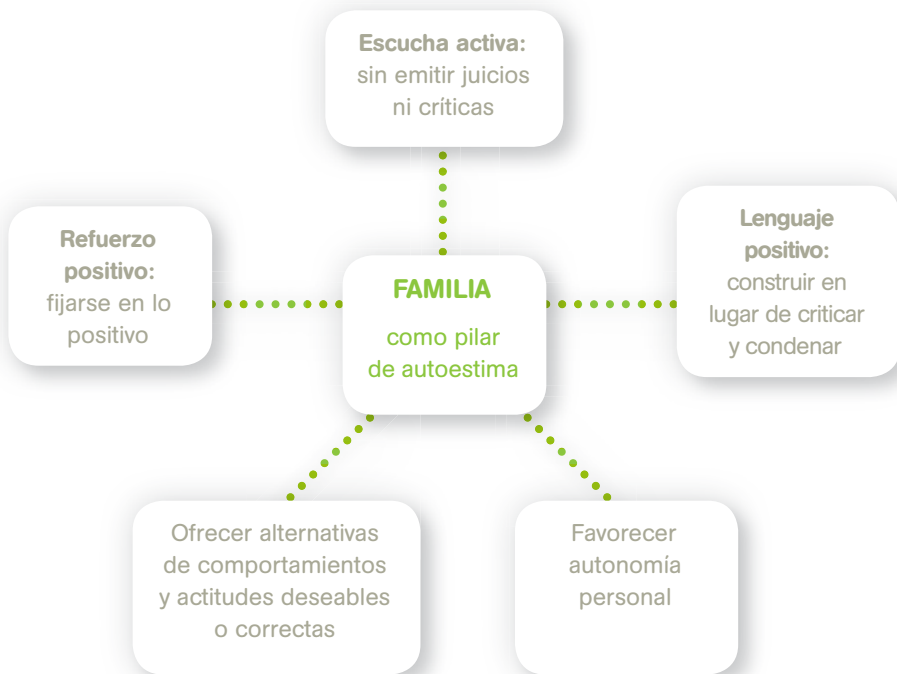 Escucha activa:
sin emitir juicios
ni críticas
Refuerzo
positivo:
fijarse en lo
positivo
FAMILIA
como pilar
de autoestima
Lenguaje
positivo:
construir en
lugar de criticar
y condenar
Ofrecer alternativas
de comportamientos
y actitudes deseables
o correctas
Favorecer
autonomía
personal